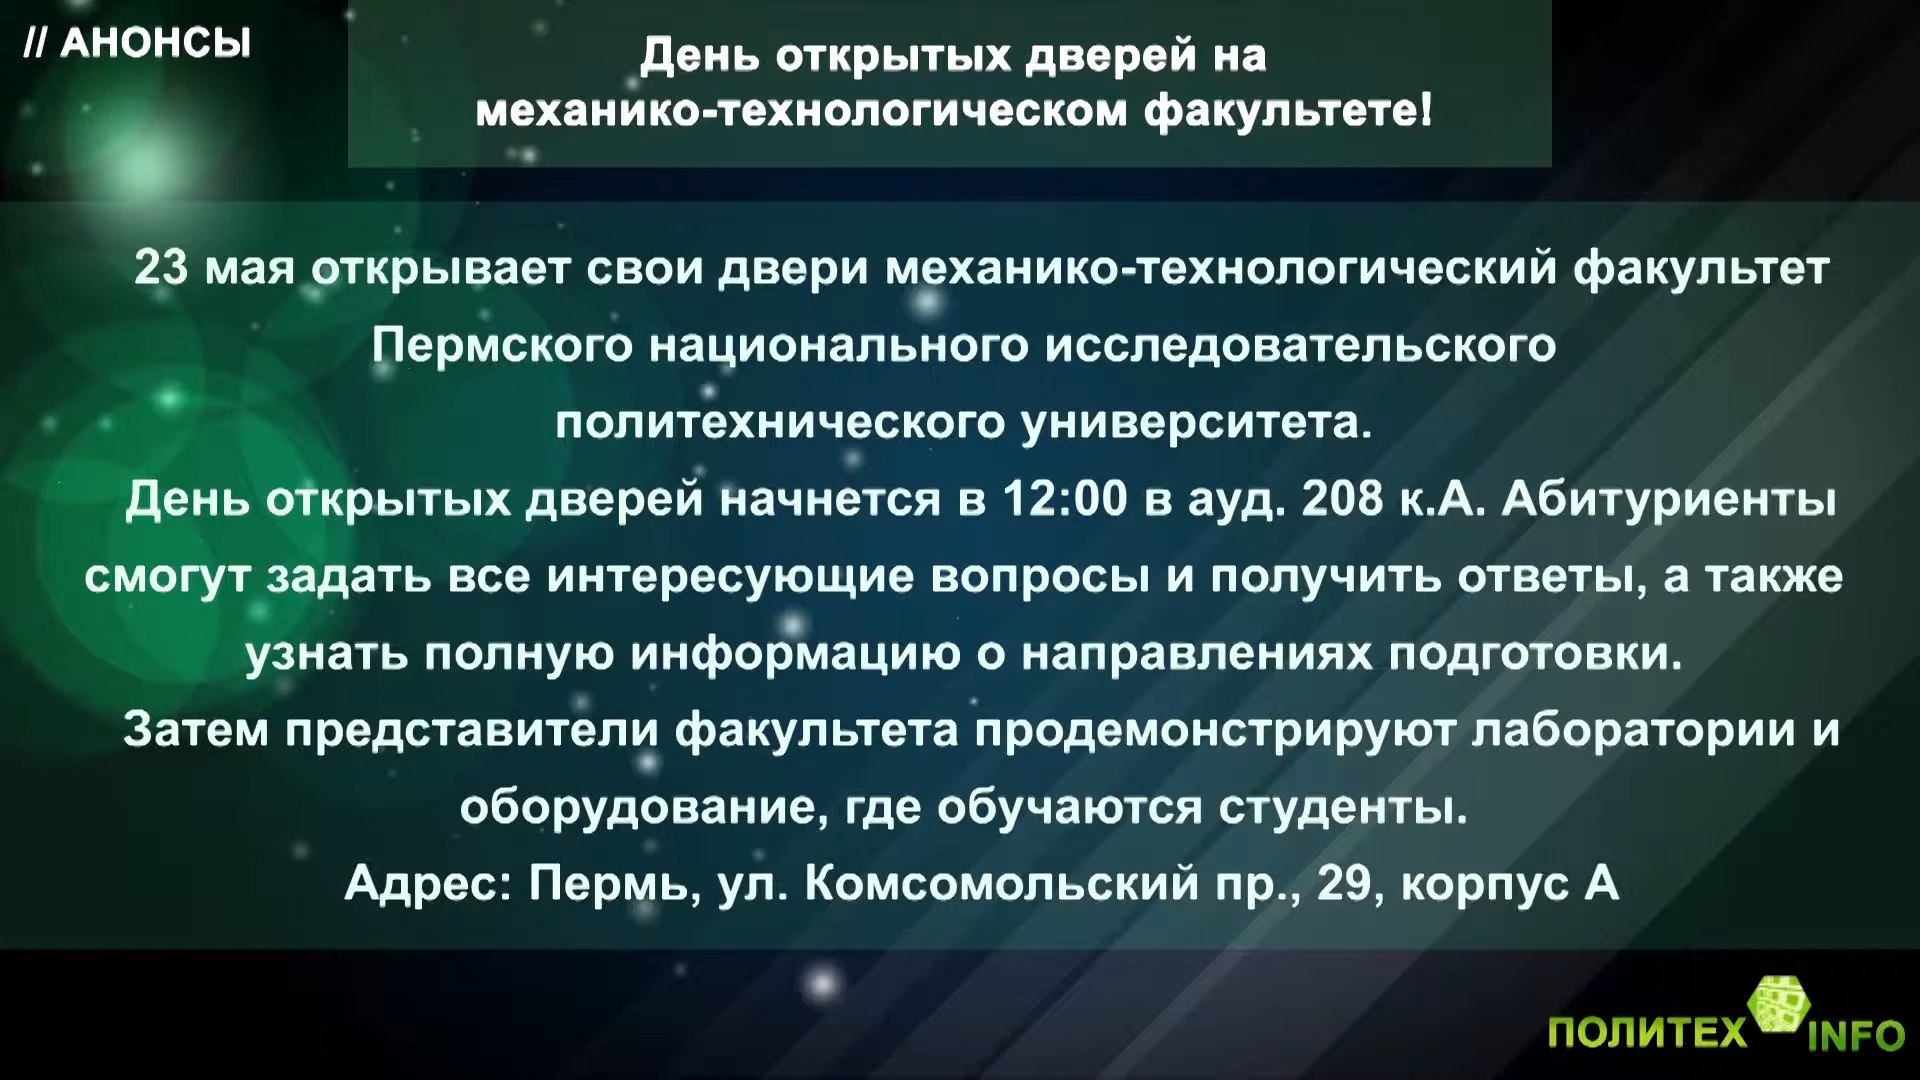 // АНОНСЫ
День открытых дверей на
механико-технологическом факультете!
23 мая открывает свои двери механико-технологический факультет
Пермского национального исследовательского
политехнического университета.
День открытых дверей начнется в 12:00 в ауд. 208 к.А. Абитуриенты
смогут задать все интересующие вопросы и получить ответы, а также
узнать полную информацию о направлениях подготовки.
Затем представители факультета продемонстрируют лаборатории и
оборудование, где обучаются студенты.
Адрес: Пермь, ул. Комсомольский пр., 29, корпус А
ПОЛИТЕХ INFO